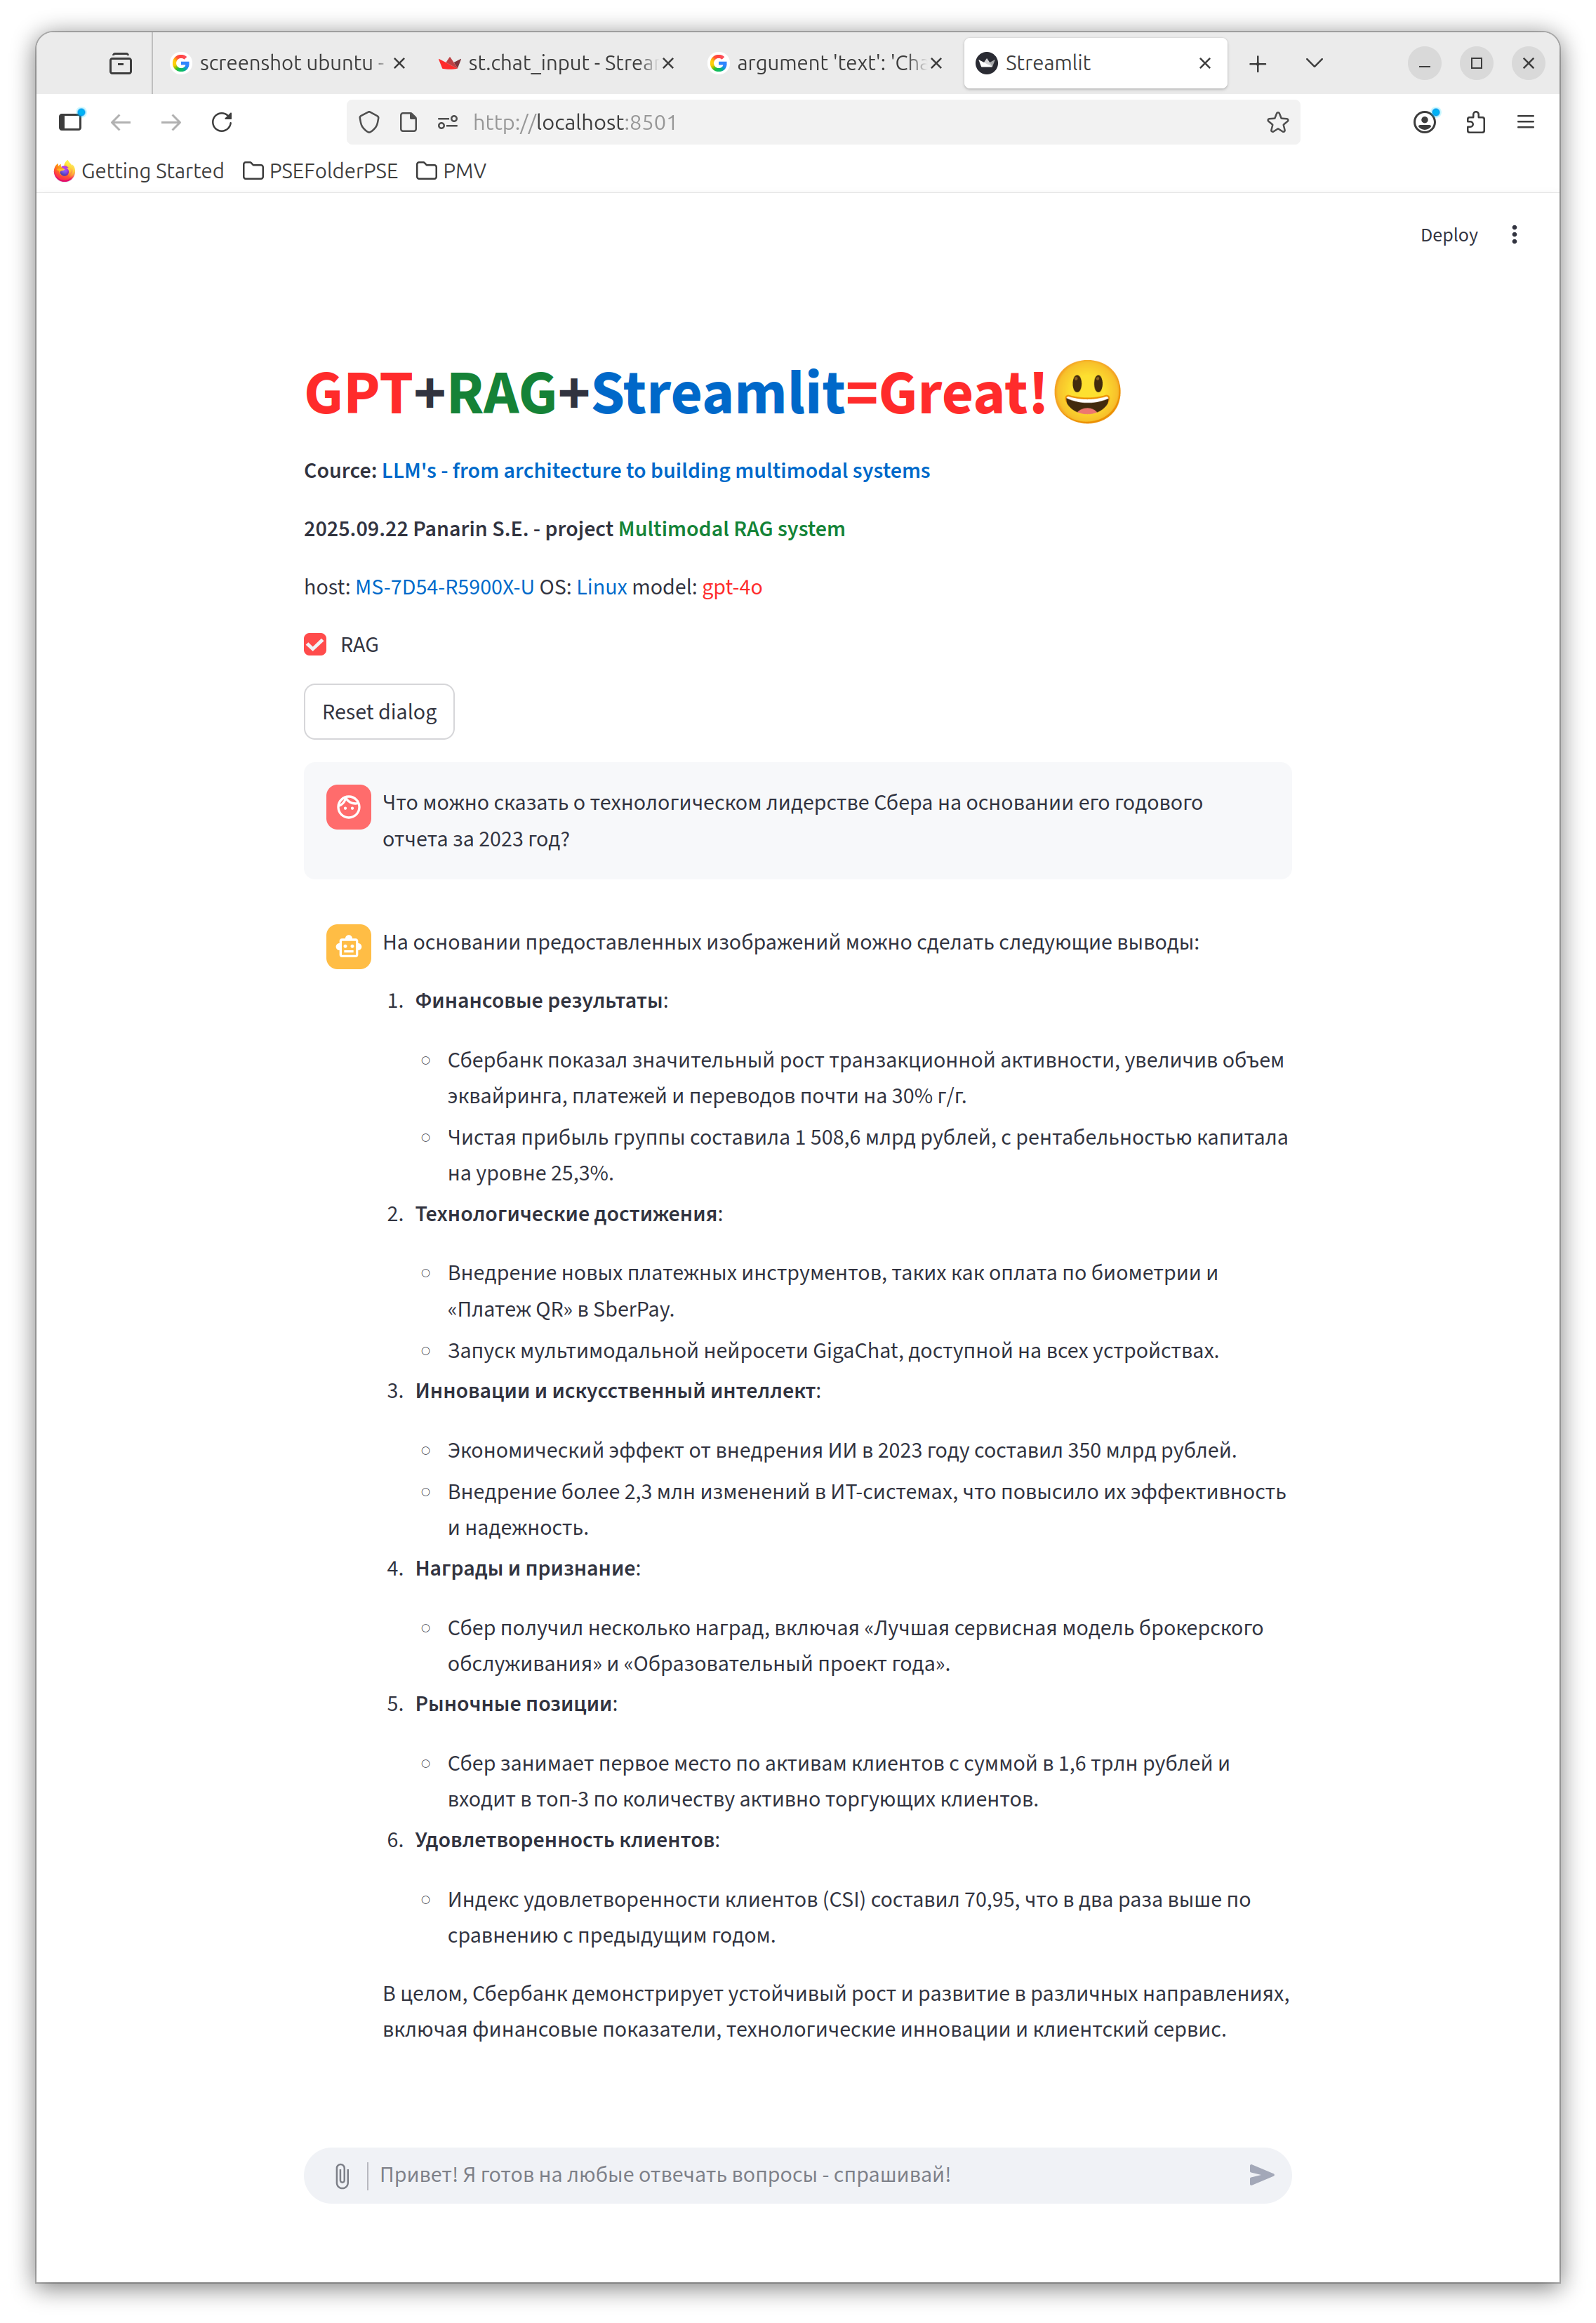 screenshot ubuntu -
st.chat_input - Strea
argument 'text': 'Cha
Streamlit
http://localhost:8501
Getting Started
PSEFolderPSE
PMV
Deploy
GPT+RAG+Streamlit=Great!😃
Cource: LLM's - from architecture to building multimodal systems
2025.09.22 Panarin S.E. - project Multimodal RAG system
host: MS-7D54-R5900X-U OS: Linux model: gpt-4o
RAG
Reset dialog
Что можно сказать о технологическом лидерстве Сбера на основании его годового
отчета за 2023 год?
На основании предоставленных изображений можно сделать следующие выводы:
1. Финансовые результаты:
○ Сбербанк показал значительный рост транзакционной активности, увеличив объем
эквайринга, платежей и переводов почти на 30% г/г.
○ Чистая прибыль группы составила 1 508,6 млрд рублей, с рентабельностью капитала
на уровне 25,3%.
2. Технологические достижения:
○ Внедрение новых платежных инструментов, таких как оплата по биометрии и
«Платеж QR» в SberPay.
○ Запуск мультимодальной нейросети GigaChat, доступной на всех устройствах.
3. Инновации и искусственный интеллект:
○ Экономический эффект от внедрения ИИ в 2023 году составил 350 млрд рублей.
○ Внедрение более 2,3 млн изменений в ИТ-системах, что повысило их эффективность
и надежность.
4. Награды и признание:
○ Сбер получил несколько наград, включая «Лучшая сервисная модель брокерского
обслуживания» и «Образовательный проект года».
5. Рыночные позиции:
○ Сбер занимает первое место по активам клиентов с суммой в 1,6 трлн рублей и
входит в топ-3 по количеству активно торгующих клиентов.
6. Удовлетворенность клиентов:
○ Индекс удовлетворенности клиентов (CSI) составил 70,95, что в два раза выше по
сравнению с предыдущим годом.
В целом, Сбербанк демонстрирует устойчивый рост и развитие в различных направлениях,
включая финансовые показатели, технологические инновации и клиентский сервис.
Привет! Я готов на любые отвечать вопросы - спрашивай!